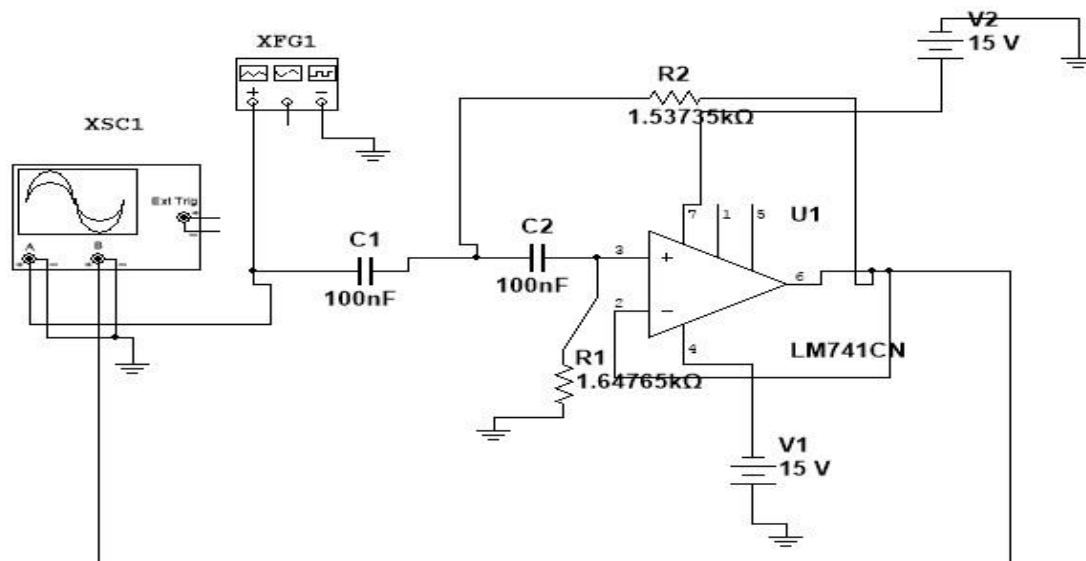 V2
15 V
XFG1
+
−
R2
1.53735kΩ
XSC1
Ext Trig
+
−
A
B
+
−
+
−
7
1
5
U1
C1
100nF
C2
100nF
3
+
2
−
6
4
LM741CN
R1
1.64765kΩ
V1
15 V